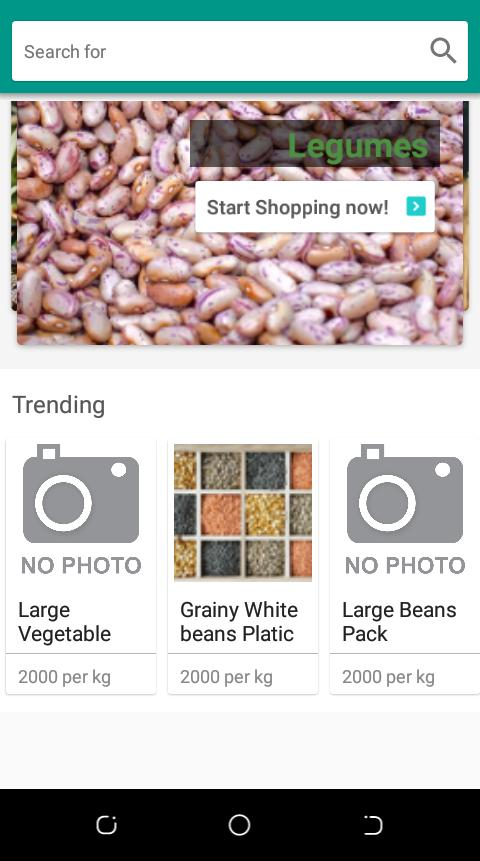 Search for
Legumes
Start Shopping now!
Trending
NO PHOTO
NO PHOTO
Large
Vegetable
Grainy White
beans Platic
Large Beans
Pack
2000 per kg
2000 per kg
2000 per kg